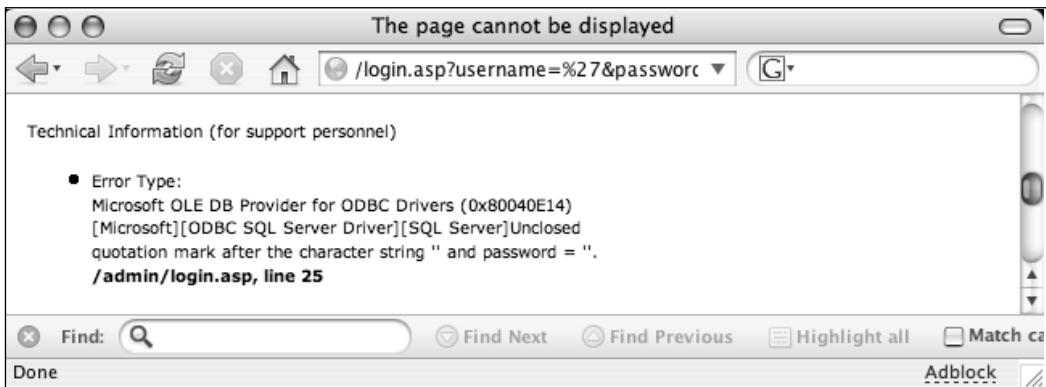 The page cannot be displayed
/login.asp?username=%27&password
G
Technical Information (for support personnel)
Error Type:
Microsoft OLE DB Provider for ODBC Drivers (0x80040E14)
[Microsoft][ODBC SQL Server Driver][SQL Server]Unclosed
quotation mark after the character string '' and password = ''.
/admin/login.asp, line 25
Find: Find Next Find Previous Highlight all Match ca
Done Adblock